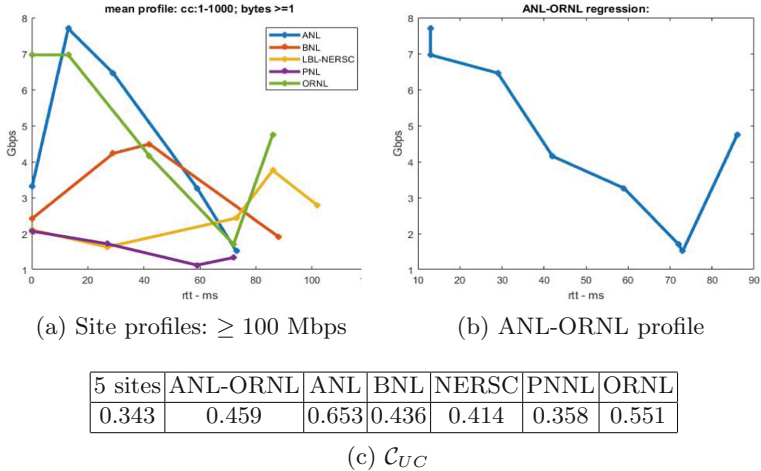 mean profile: cc:1-1000; bytes >=1
Gbps
8
7
6
5
4
3
2
1
0
20
40
60
80
100
rtt - ms
ANL
BNL
LBL-NERSC
PNL
ORNL
(a) Site profiles: ≥ 100 Mbps
ANL-ORNL regression:
Gbps
8
7
6
5
4
3
2
1
10
20
30
40
50
60
70
80
90
rtt - ms
(b) ANL-ORNL profile
5 sites ANL-ORNL ANL BNL NERSC PNNL ORNL
0.343 0.459 0.653 0.436 0.414 0.358 0.551
(c) C_UC